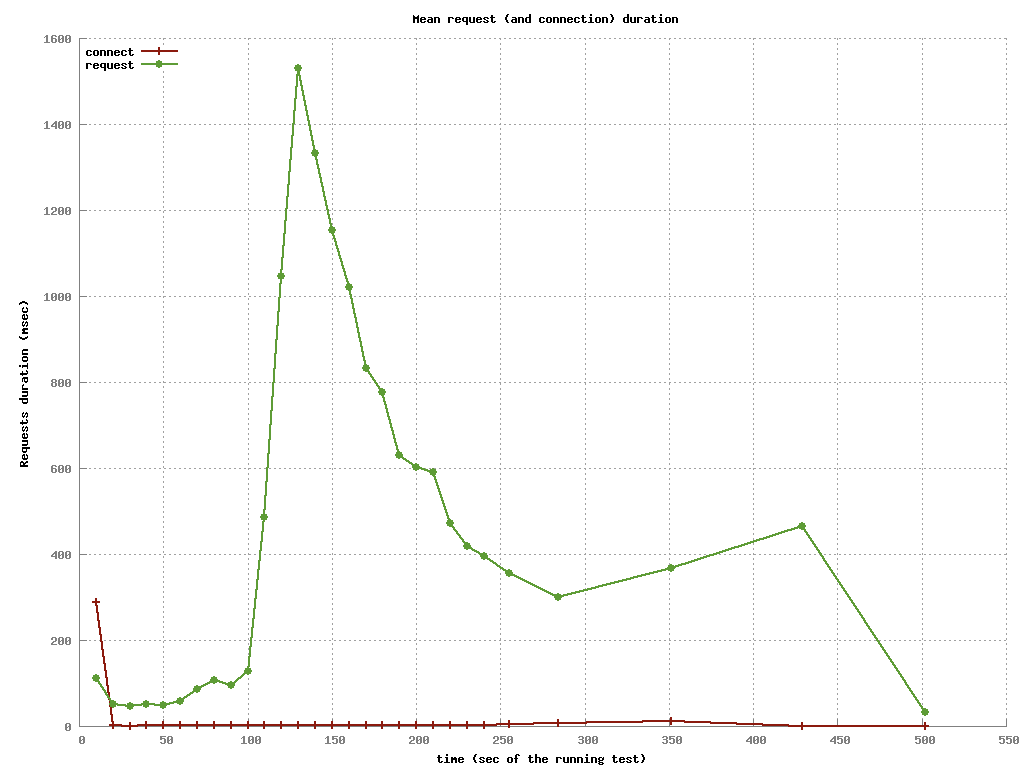 Mean request (and connection) duration
connect
request
1600
1400
1200
1000
800
600
400
200
0
Requests duration (msec)
0 50 100 150 200 250 300 350 400 450 500 550
time (sec of the running test)